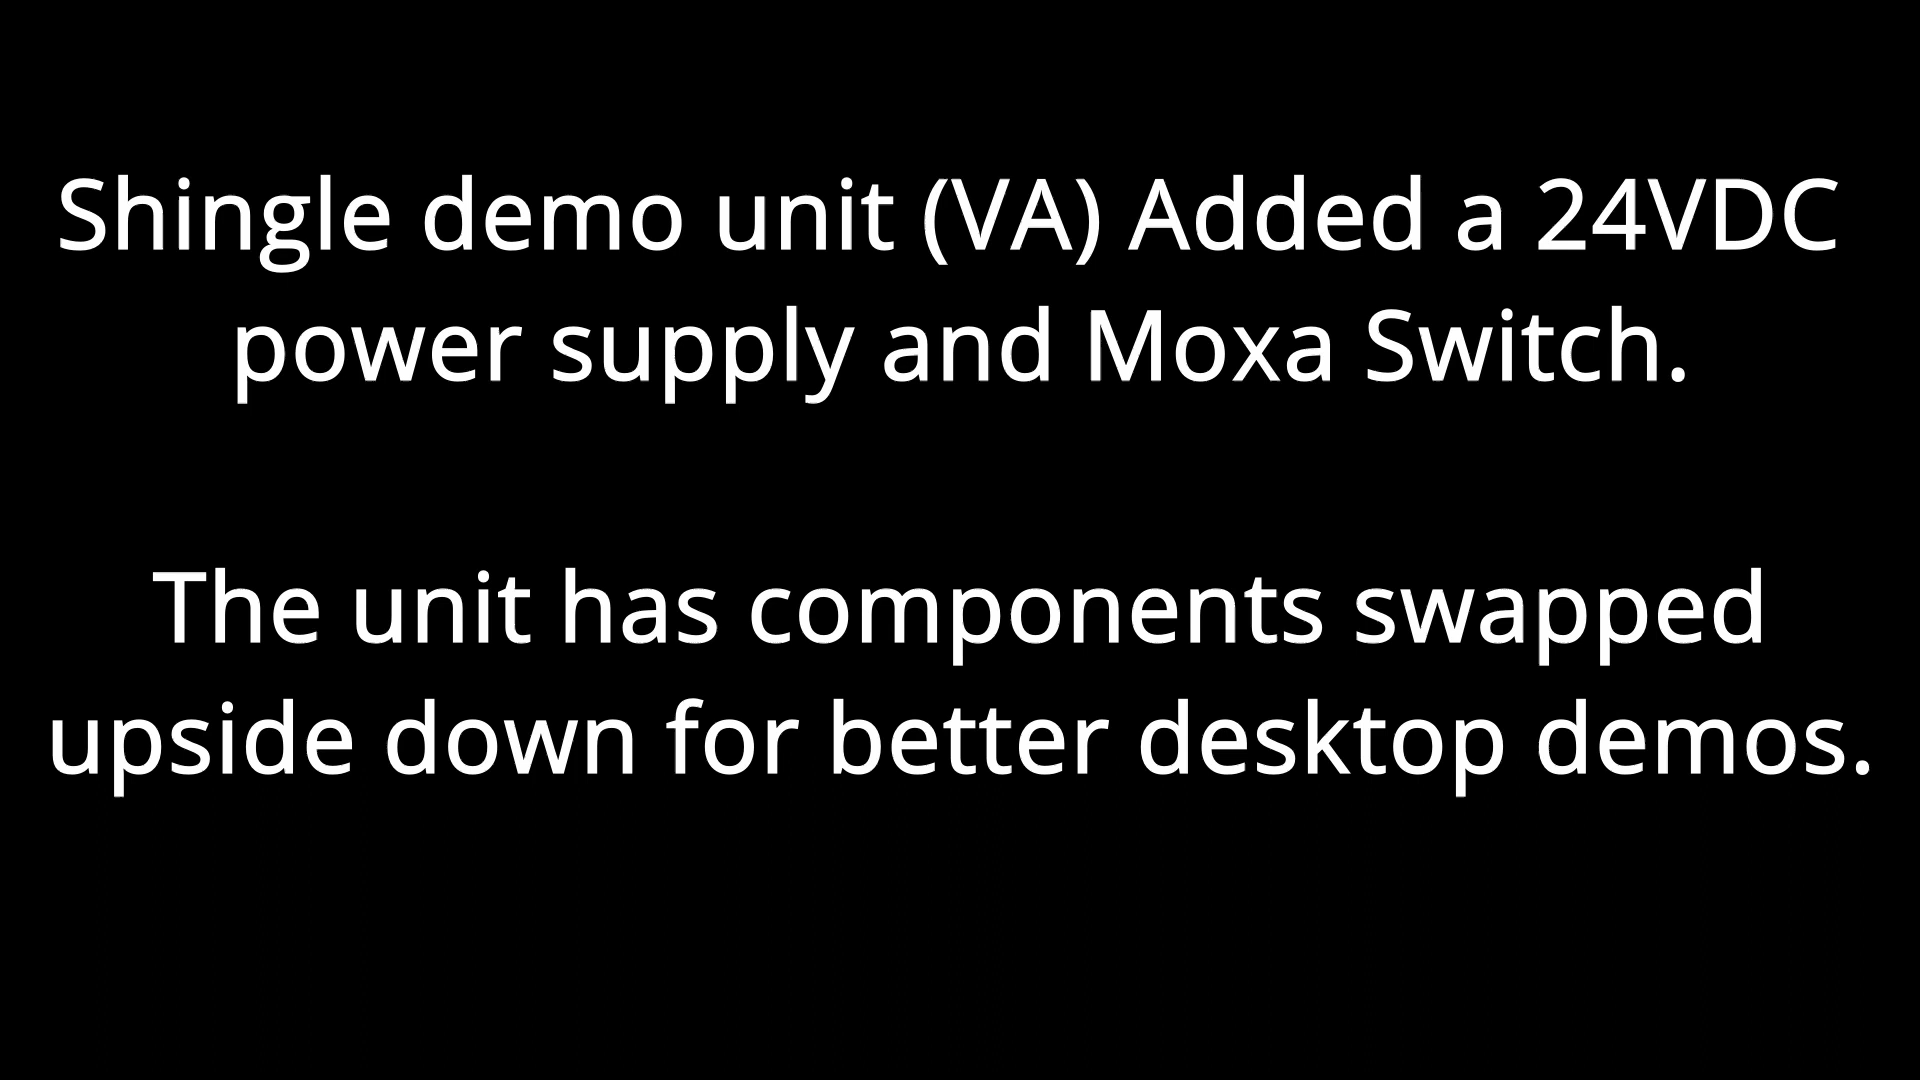 Shingle demo unit (VA) Added a 24VDC
power supply and Moxa Switch.
The unit has components swapped
upside down for better desktop demos.